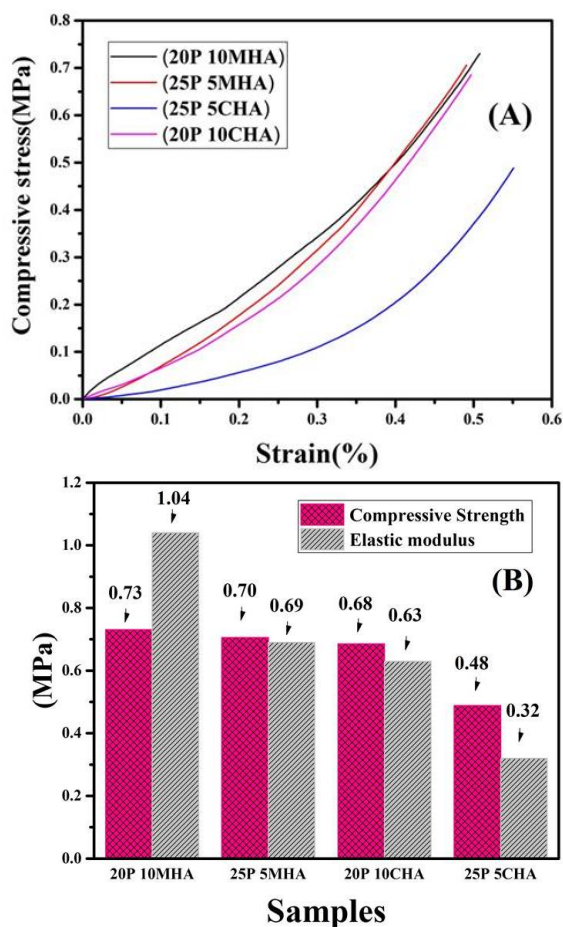 0.8
0.7
0.6
0.5
0.4
0.3
0.2
0.1
0.0
Compressive stress(MPa)
(20P 10MHA)
(25P 5MHA)
(25P 5CHA)
(20P 10CHA)
(A)
0.0 0.1 0.2 0.3 0.4 0.5 0.6
Strain(%)
1.2
1.0
0.8
0.6
0.4
0.2
0.0
(MPa)
Compressive Strength
Elastic modulus
(B)
1.04
0.73
0.70
0.69
0.68
0.63
0.48
0.32
20P 10MHA 25P 5MHA 20P 10CHA 25P 5CHA
Samples